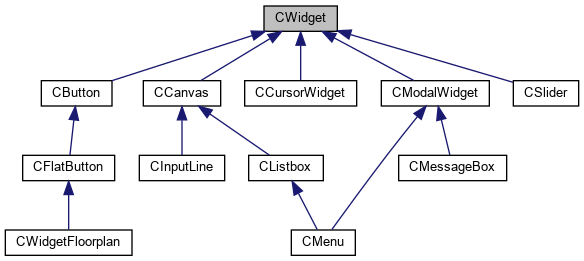 CWidget
CButton
CCanvas
CCursorWidget
CModalWidget
CSlider
CFlatButton
CInputLine
CListbox
CMessageBox
CWidgetFloorplan
CMenu